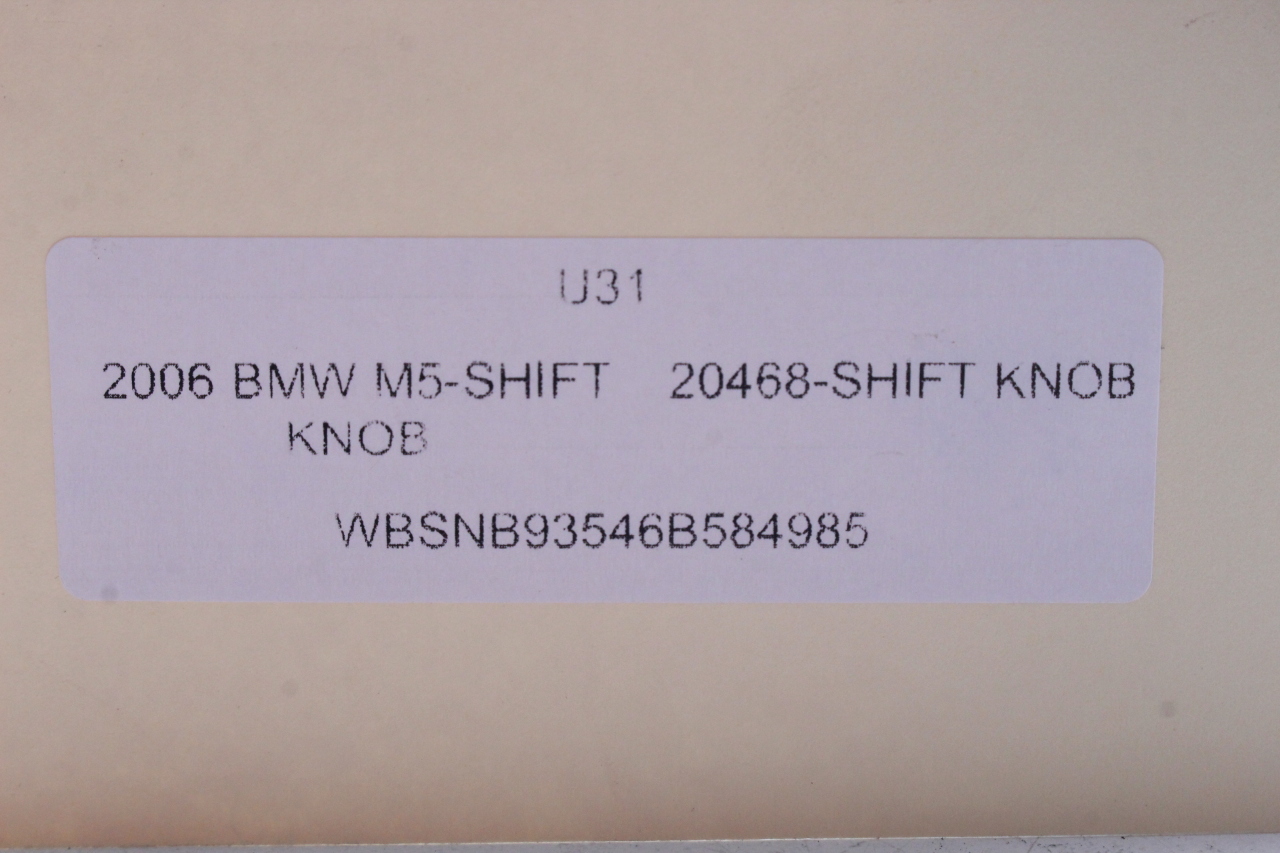 U31
2006 BMW M5-SHIFT 20468-SHIFT KNOB
KNOB
WBSNB93546B584985